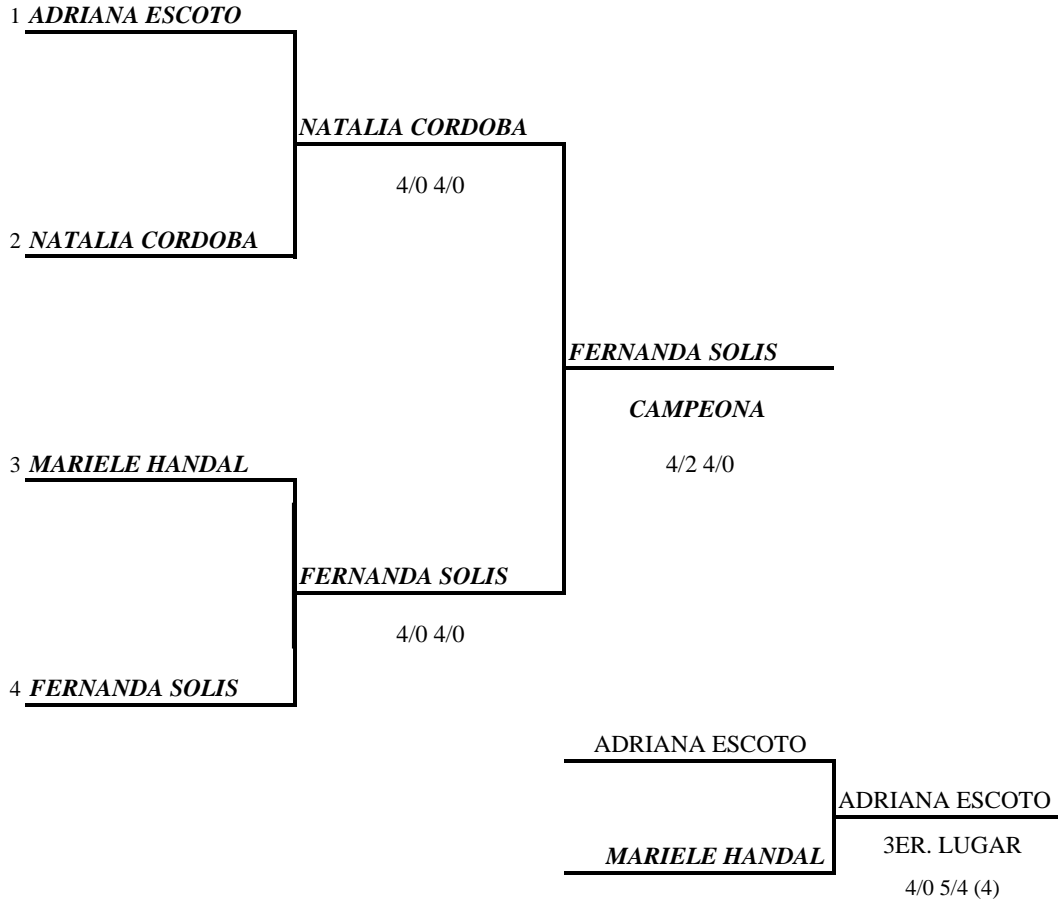 1 ADRIANA ESCOTO
NATALIA CORDOBA
4/0 4/0
2 NATALIA CORDOBA
FERNANDA SOLIS
CAMPEONA
3 MARIELE HANDAL
4/2 4/0
FERNANDA SOLIS
4/0 4/0
4 FERNANDA SOLIS
ADRIANA ESCOTO
ADRIANA ESCOTO
3ER. LUGAR
MARIELE HANDAL
4/0 5/4 (4)